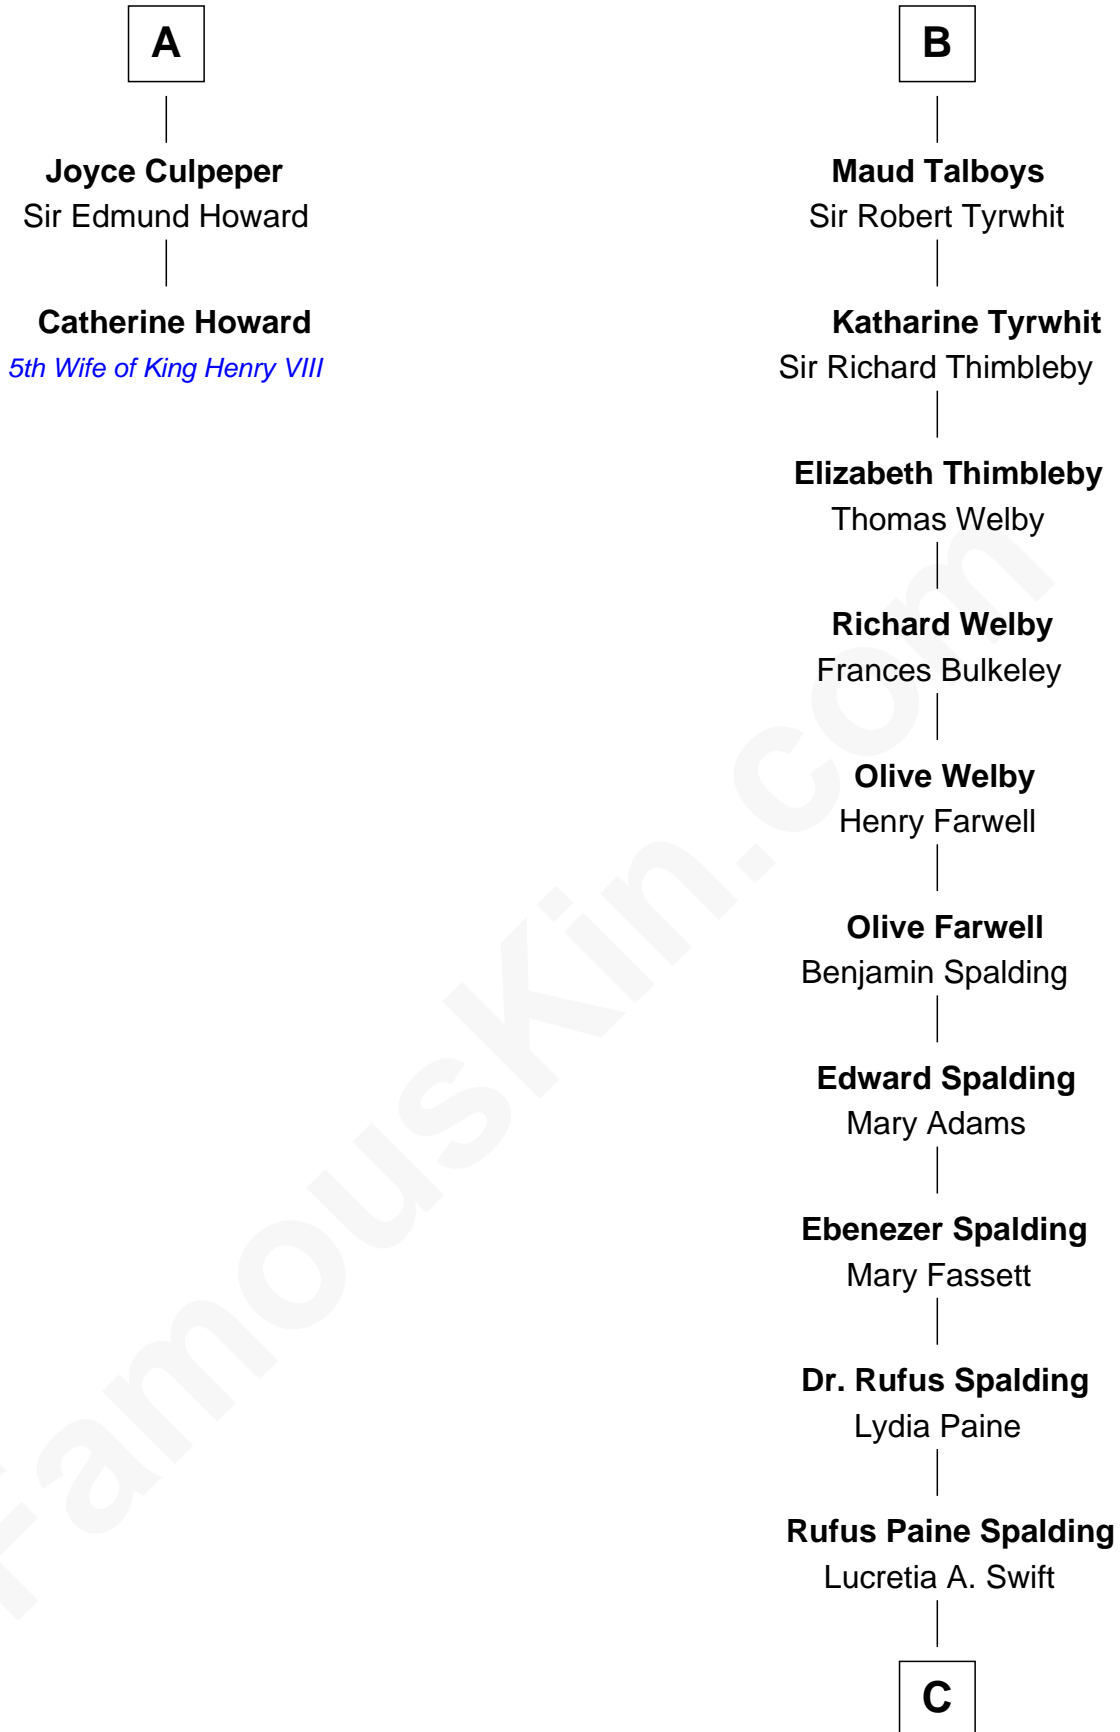 A
Joyce Culpeper
Sir Edmund Howard
Catherine Howard
5th Wife of King Henry VIII
B
Maud Talboys
Sir Robert Tyrwhit
Katharine Tyrwhit
Sir Richard Thimbleby
Elizabeth Thimbleby
Thomas Welby
Richard Welby
Frances Bulkeley
Olive Welby
Henry Farwell
Olive Farwell
Benjamin Spalding
Edward Spalding
Mary Adams
Ebenezer Spalding
Mary Fassett
Dr. Rufus Spalding
Lydia Paine
Rufus Paine Spalding
Lucretia A. Swift
C
FamousKin.com